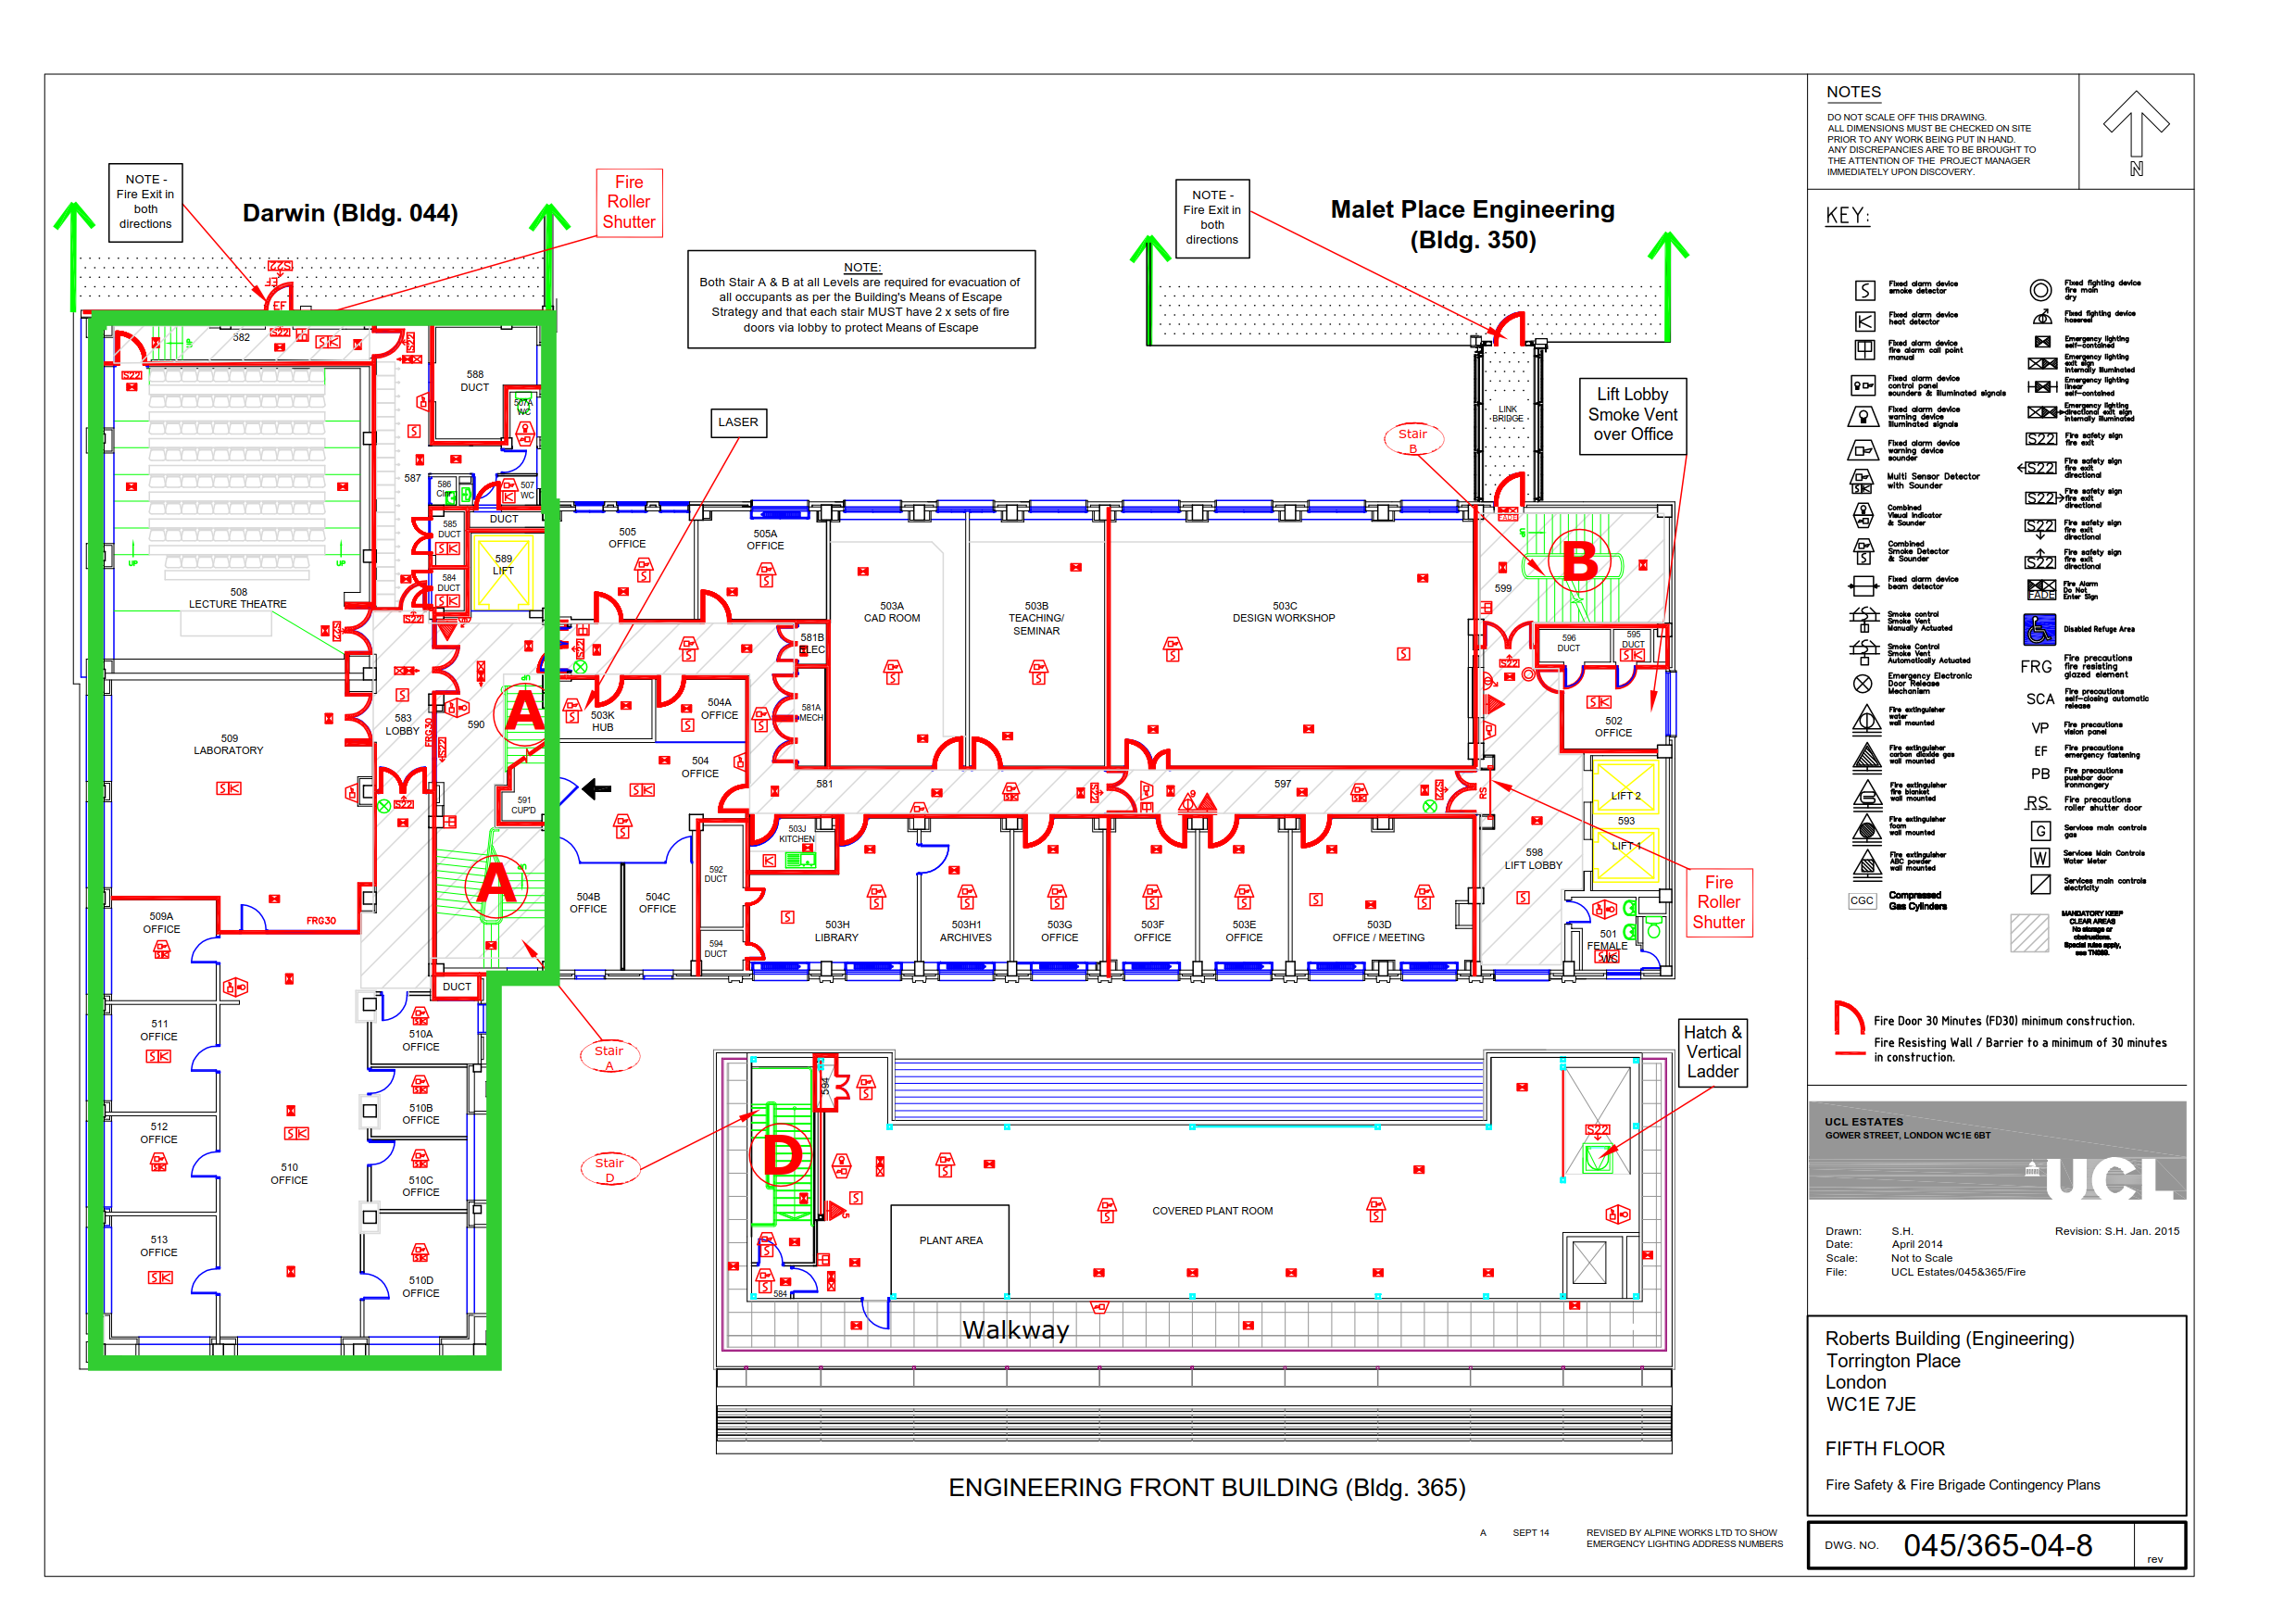 NOTES
DO NOT SCALE OFF THIS DRAWING.
ALL DIMENSIONS MUST BE CHECKED ON SITE
PRIOR TO ANY WORK BEING PUT IN HAND.
ANY DISCREPANCIES ARE TO BE BROUGHT TO
THE ATTENTION OF THE PROJECT MANAGER
IMMEDIATELY UPON DISCOVERY.
N
NOTE -
Fire Exit in
both
directions
Darwin (Bldg. 044)
Fire
Roller
Shutter
NOTE:
Both Stair A & B at all Levels are required for evacuation of
all occupants as per the Building's Means of Escape
Strategy and that each stair MUST have 2 x sets of fire
doors via lobby to protect Means of Escape
NOTE -
Fire Exit in
both
directions
Malet Place Engineering
(Bldg. 350)
LASER
Stair
B
Lift Lobby
Smoke Vent
over Office
LINK
BRIDGE
S22
EF
EF
582
588
DUCT
507A
WC
587
586
507
WC
DUCT
585
DUCT
584
DUCT
589
LIFT
UP
UP
508
LECTURE THEATRE
509
LABORATORY
583
LOBBY
FRG30
590
A
591
CUP'D
A
FRG30
509A
OFFICE
511
OFFICE
512
OFFICE
513
OFFICE
510
OFFICE
DUCT
510A
OFFICE
510B
OFFICE
510C
OFFICE
510D
OFFICE
505
OFFICE
505A
OFFICE
503A
CAD ROOM
503B
TEACHING/
SEMINAR
503C
DESIGN WORKSHOP
581B
ELEC
581A
MECH
503K
HUB
504A
OFFICE
504
OFFICE
504B
OFFICE
504C
OFFICE
592
DUCT
594
DUCT
581
597
503J
KITCHEN
503H
LIBRARY
503H1
ARCHIVES
503G
OFFICE
503F
OFFICE
503E
OFFICE
503D
OFFICE / MEETING
B
599
FADE
596
DUCT
595
DUCT
502
OFFICE
LIFT 2
593
LIFT 1
RS
598
LIFT LOBBY
501
FEMALE
WC
Fire
Roller
Shutter
Stair
A
Stair
D
D
594
584
PLANT AREA
COVERED PLANT ROOM
S22
Walkway
Hatch &
Vertical
Ladder
ENGINEERING FRONT BUILDING (Bldg. 365)
A SEPT 14 REVISED BY ALPINE WORKS LTD TO SHOW
EMERGENCY LIGHTING ADDRESS NUMBERS
KEY:
Fixed alarm device
smoke detector
Fixed alarm device
heat detector
Fixed alarm device
fire alarm call point
manual
Fixed alarm device
control panel
sounders & illuminated signals
Fixed alarm device
warning device
illuminated signals
Fixed alarm device
warning device
sounder
Multi Sensor Detector
with Sounder
Combined
Visual Indicator
& Sounder
Combined
Smoke Detector
& Sounder
Fixed alarm device
beam detector
Smoke control
Smoke Vent
Manually Actuated
Smoke Control
Smoke Vent
Automatically Actuated
Emergency Electronic
Door Release
Mechanism
Fire extinguisher
water
wall mounted
Fire extinguisher
carbon dioxide gas
wall mounted
Fire extinguisher
fire blanket
wall mounted
Fire extinguisher
foam
wall mounted
Fire extinguisher
ABC powder
wall mounted
CGC Compressed
Gas Cylinders
Fixed fighting device
fire main
dry
Fixed fighting device
hosereel
Emergency lighting
self-contained
Emergency lighting
exit sign
internally illuminated
Emergency lighting
linear
self-contained
Emergency lighting
directional exit sign
internally illuminated
S22 Fire safety sign
fire exit
S22 Fire safety sign
fire exit
directional
S22 Fire safety sign
fire exit
directional
S22 Fire safety sign
fire exit
directional
S22 Fire safety sign
fire exit
directional
FADE Fire Alarm
Do Not
Enter Sign
Disabled Refuge Area
FRG Fire precautions
fire resisting
glazed element
SCA Fire precautions
self-closing automatic
release
VP Fire precautions
vision panel
EF Fire precautions
emergency fastening
PB Fire precautions
pushbar door
ironmongery
RS Fire precautions
roller shutter door
G Services main controls
gas
W Services Main Controls
Water Meter
Services main controls
electricity
MANDATORY KEEP
CLEAR AREAS
No storage or
obstructions.
Special rules apply,
see TN088.
Fire Door 30 Minutes (FD30) minimum construction.
Fire Resisting Wall / Barrier to a minimum of 30 minutes
in construction.
UCL ESTATES
GOWER STREET, LONDON WC1E 6BT
UCL
Drawn: S.H. Revision: S.H. Jan. 2015
Date: April 2014
Scale: Not to Scale
File: UCL Estates/045&365/Fire
Roberts Building (Engineering)
Torrington Place
London
WC1E 7JE
FIFTH FLOOR
Fire Safety & Fire Brigade Contingency Plans
DWG. NO. 045/365-04-8 rev